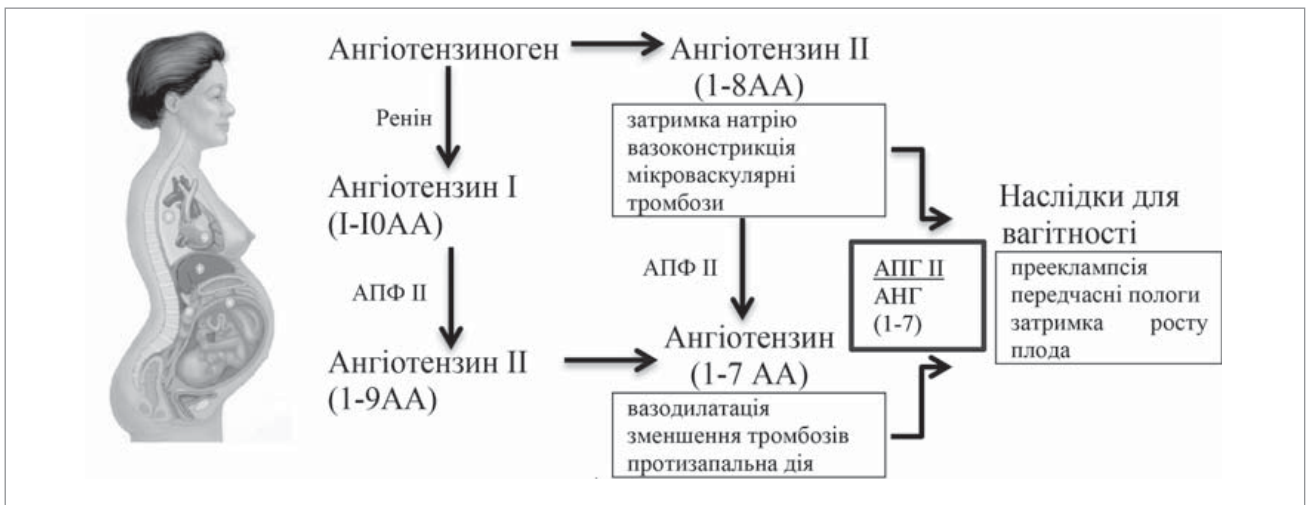 Ангіотензиноген
Ангіотензин II
(1-8АА)
Ренін
затримка натрію
вазоконстрикція
мікроваскулярні
тромбози
Ангіотензин I
(I-I0АА)
Наслідки для
вагітності
АПФ II
АПФ II
АПГ II
АНГ
(1-7)
прееклампсія
передчасні пологи
затримка росту
плода
Ангіотензин II
(1-9АА)
Ангіотензин
(1-7 АА)
вазодилатація
зменшення тромбозів
протизапальна дія